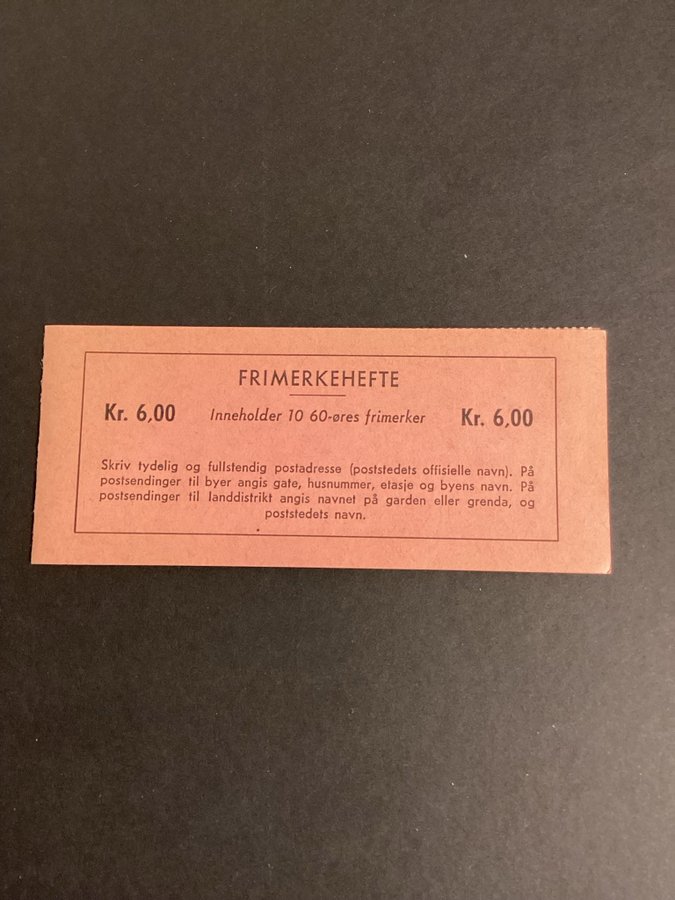 FRIMERKEHEFTE
Kr. 6,00 Inneholder 10 60-øres frimerker Kr. 6,00
Skriv tydelig og fullstendig postadresse (poststedets offisielle navn). På
postsendinger til byer angis gate, husnummer, etasje og byens navn. På
postsendinger til landdistrikt angis navnet på garden eller grenda, og
poststedets navn.